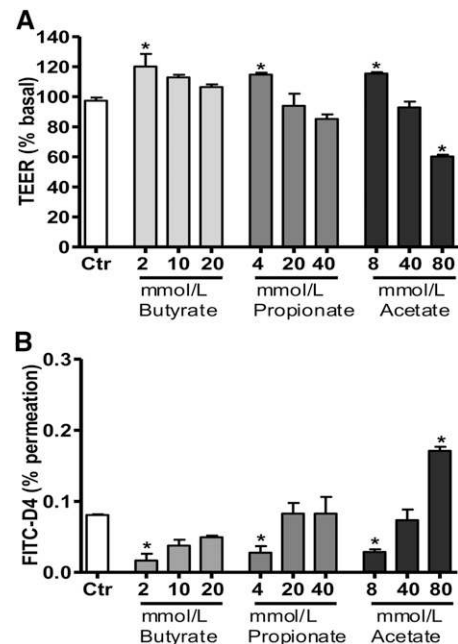 A
TEER (% basal)
140
120
100
80
60
40
20
0
* * * *
Ctr 2 10 20 4 20 40 8 40 80
mmol/L mmol/L mmol/L
Butyrate Propionate Acetate
B
FITC-D4 (% permeation)
0.3
0.2
0.1
0.0
* * * *
Ctr 2 10 20 4 20 40 8 40 80
mmol/L mmol/L mmol/L
Butyrate Propionate Acetate